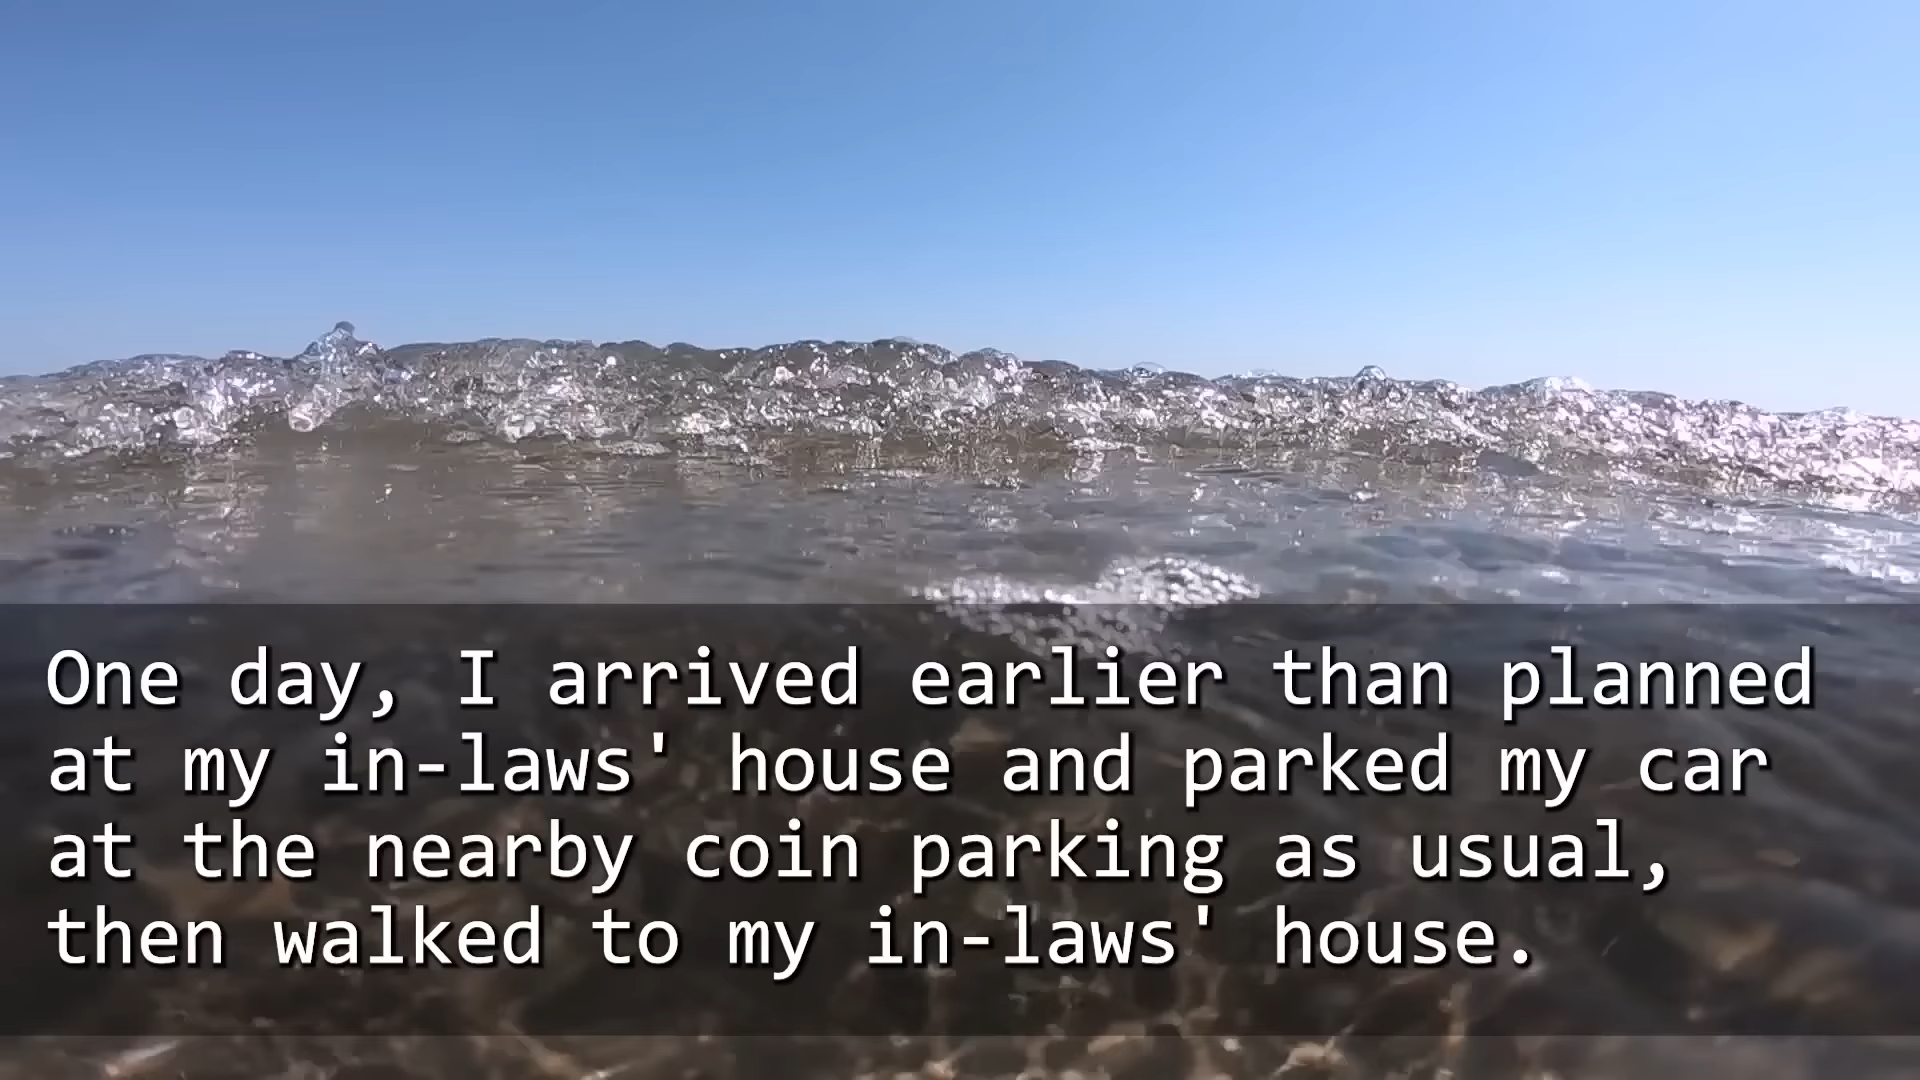 One day, I arrived earlier than planned
at my in-laws' house and parked my car
at the nearby coin parking as usual,
then walked to my in-laws' house.